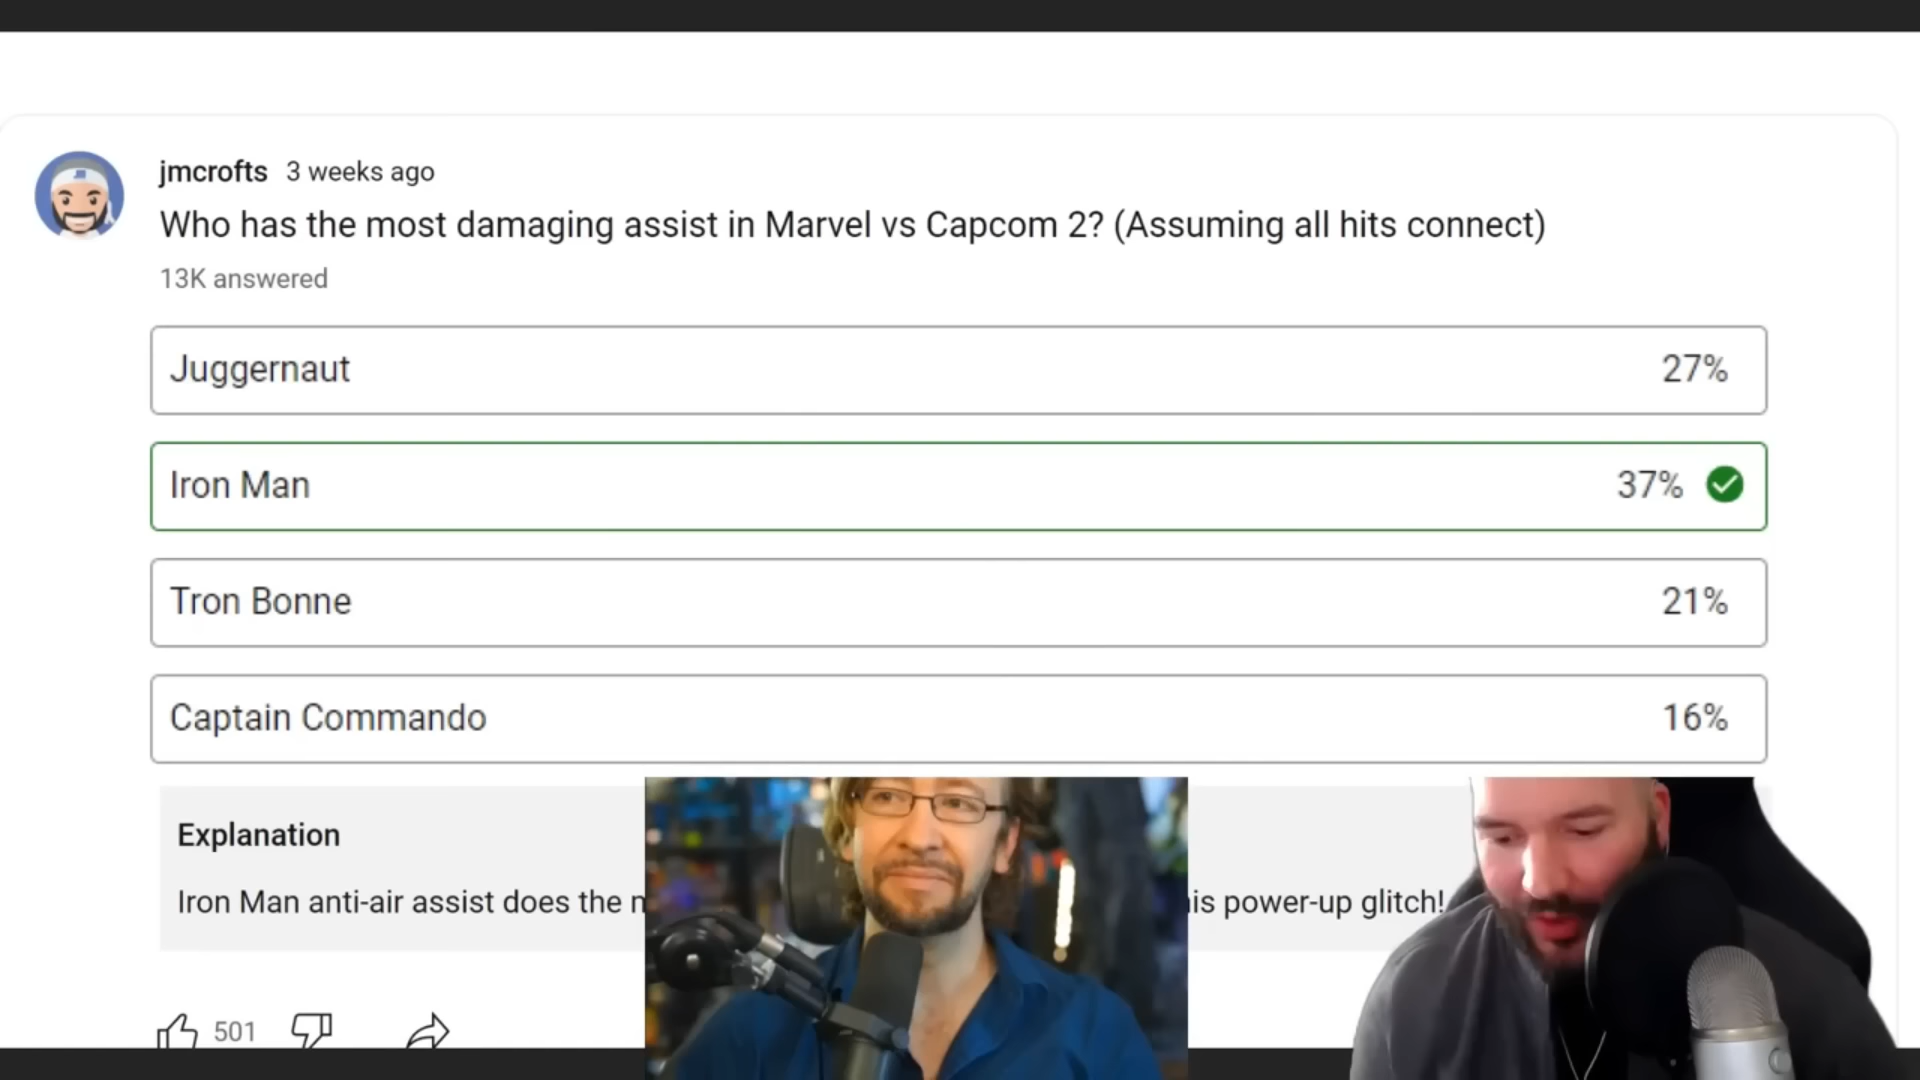 jmcrofts 3 weeks ago
Who has the most damaging assist in Marvel vs Capcom 2? (Assuming all hits connect)
13K answered
Juggernaut 27%
Iron Man 37%
Tron Bonne 21%
Captain Commando 16%
Explanation
Iron Man anti-air assist does the power-up glitch!
501